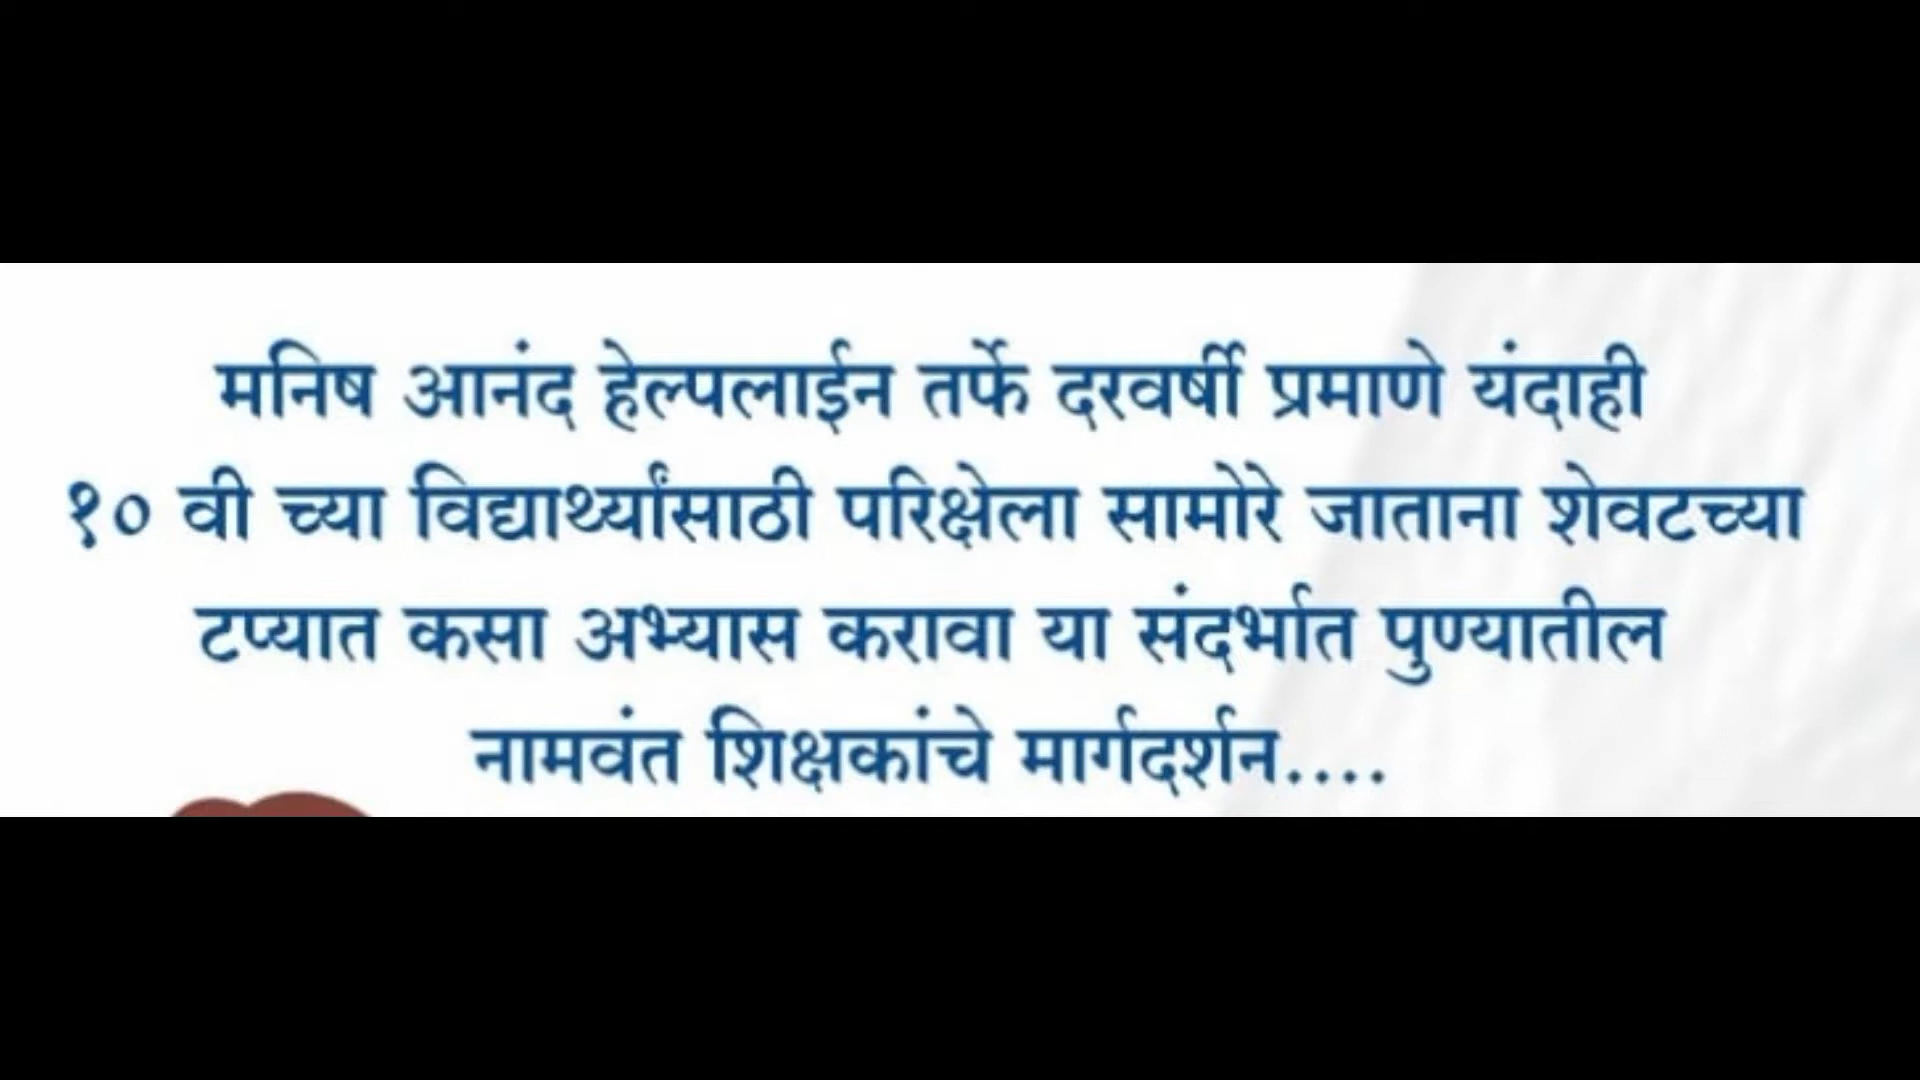 मनिष आनंद हेल्पलाईन तर्फे दरवर्षी प्रमाणे यंदाही
१० वी च्या विद्यार्थ्यांसाठी परिक्षेला सामोरे जाताना शेवटच्या
टप्यात कसा अभ्यास करावा या संदर्भात पुण्यातील
नामवंत शिक्षकांचे मार्गदर्शन....